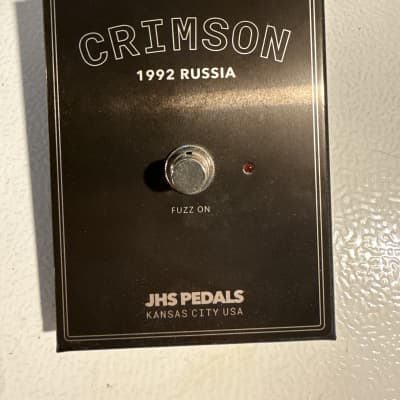 CRIMSON
1992 RUSSIA
FUZZ ON
JHS PEDALS
KANSAS CITY USA